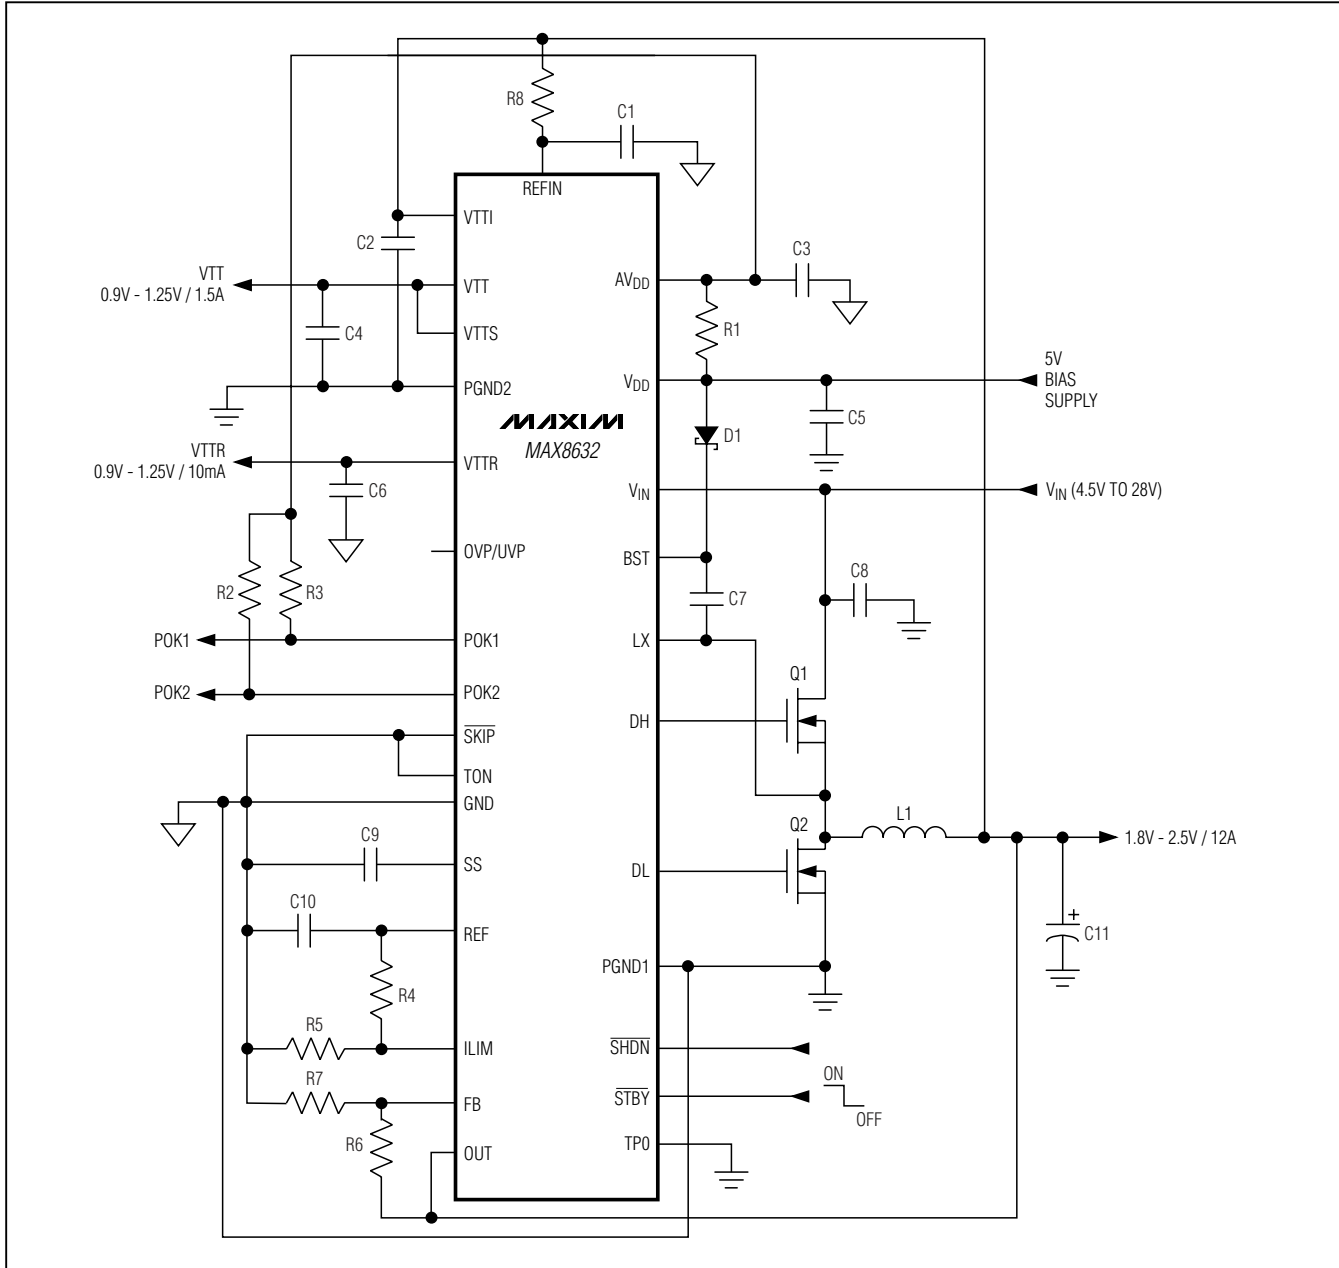 R8
C1
REFIN
VTTI
C2
C3
VTT
0.9V - 1.25V / 1.5A
VTT
AVDD
C4
R1
VTTS
5V
BIAS
SUPPLY
VDD
PGND2
C5
MAXIM
MAX8632
D1
VTTR
0.9V - 1.25V / 10mA
VTTR
C6
VIN
VIN (4.5V TO 28V)
OVP/UVP
BST
C8
R2
R3
C7
POK1
POK1
LX
Q1
POK2
POK2
DH
SKIP
TON
GND
L1
Q2
1.8V - 2.5V / 12A
C9
SS
DL
C10
REF
+
C11
PGND1
R4
R5
ILIM
SHDN
ON
R7
FB
STBY
OFF
R6
OUT
TP0